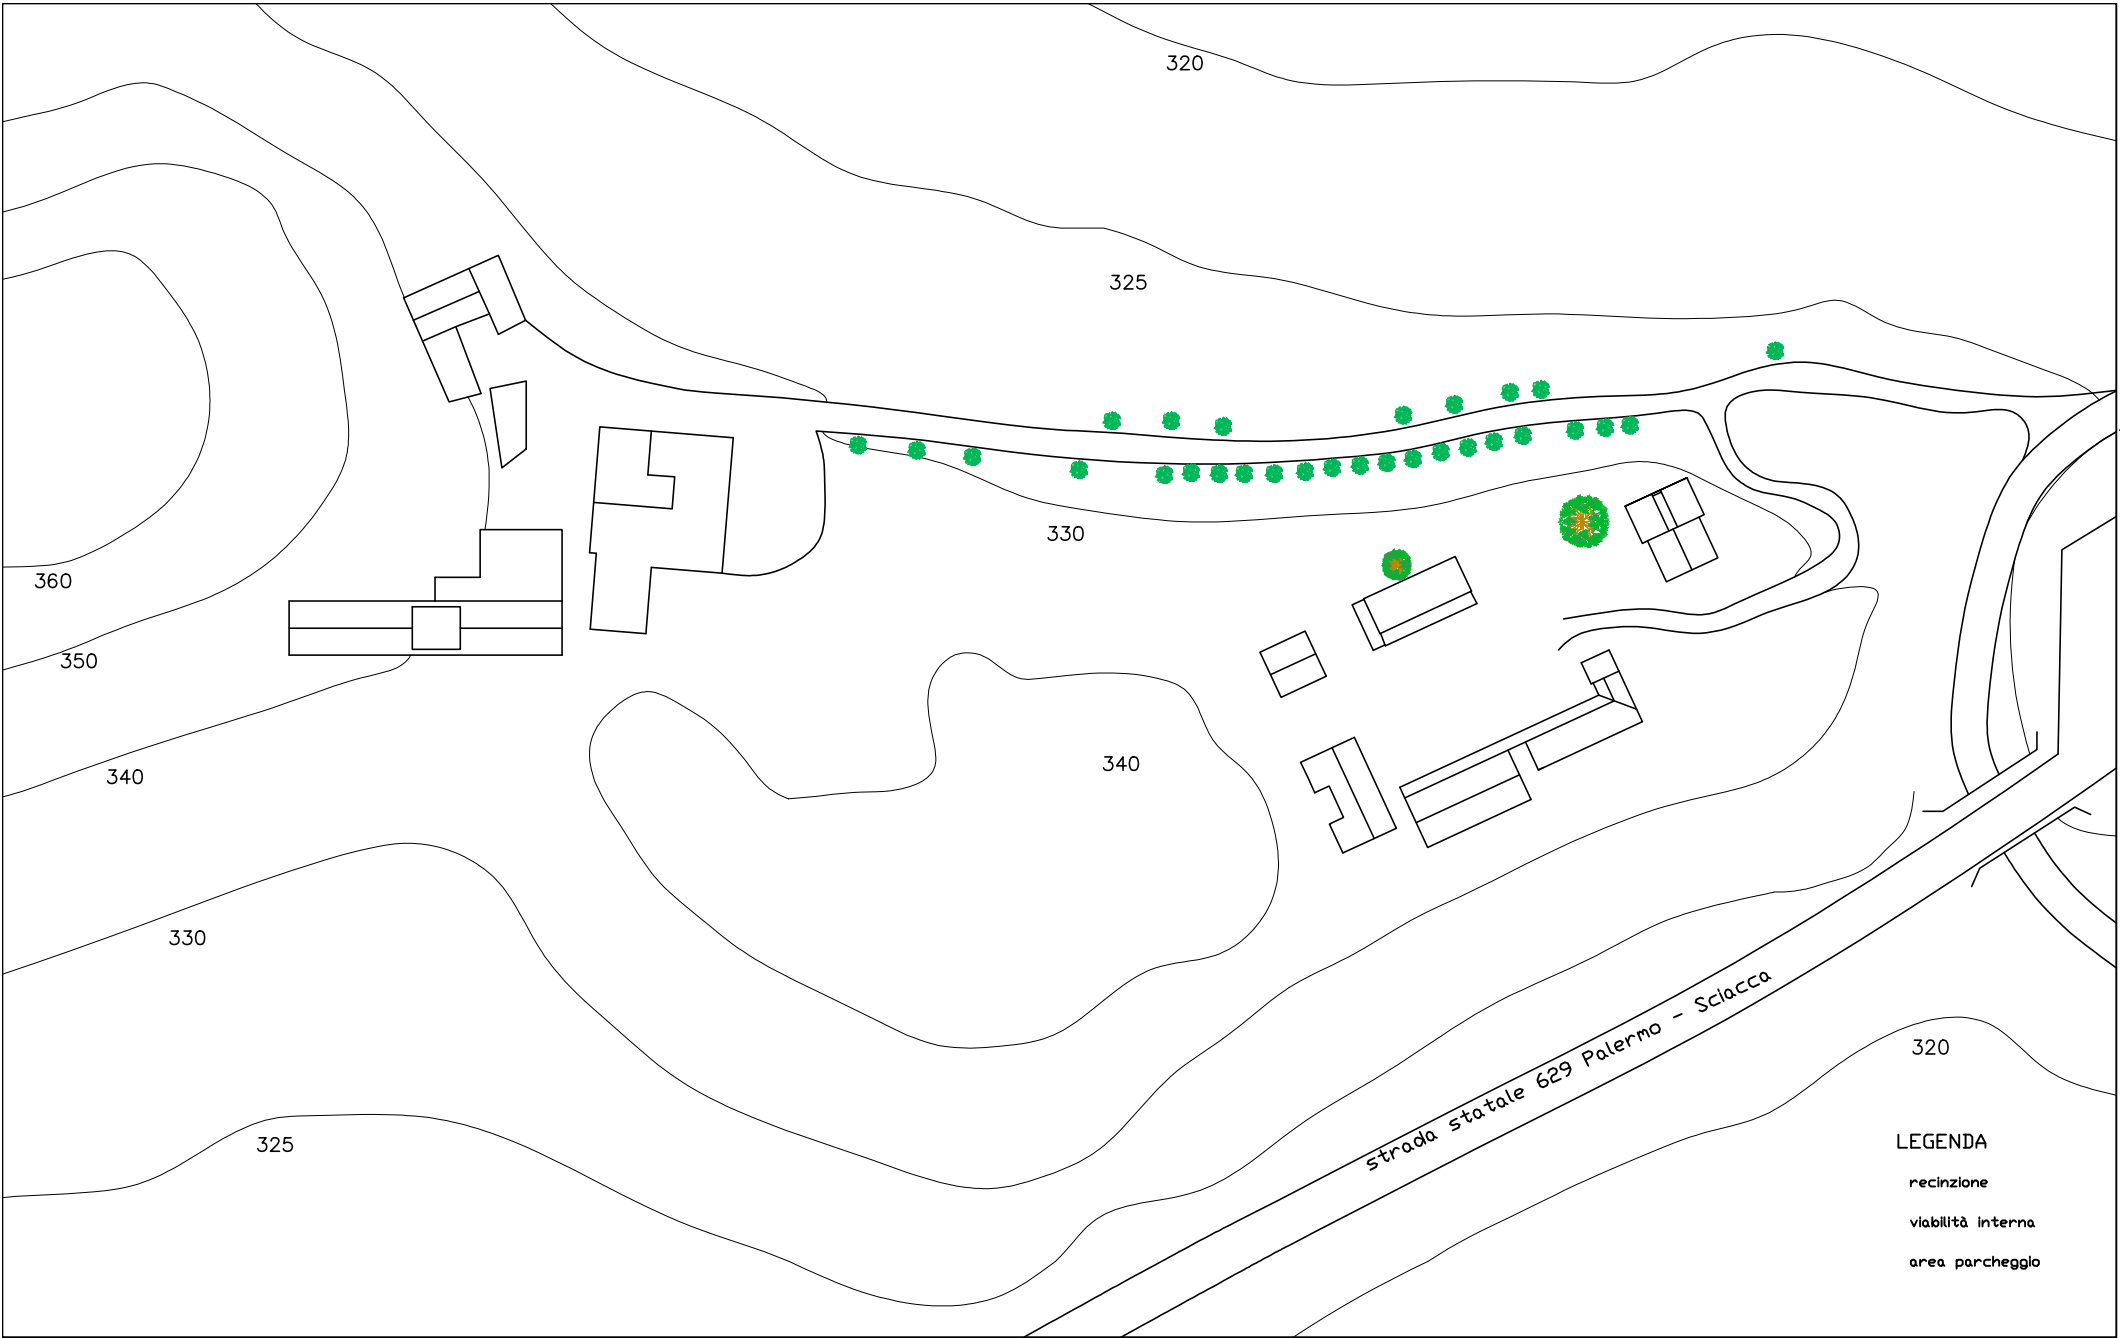 320
325
330
360
350
340
340
330
325
strada statale 629 Palermo - Sciacca
320
LEGENDA
recinzione
viabilità interna
area parcheggio